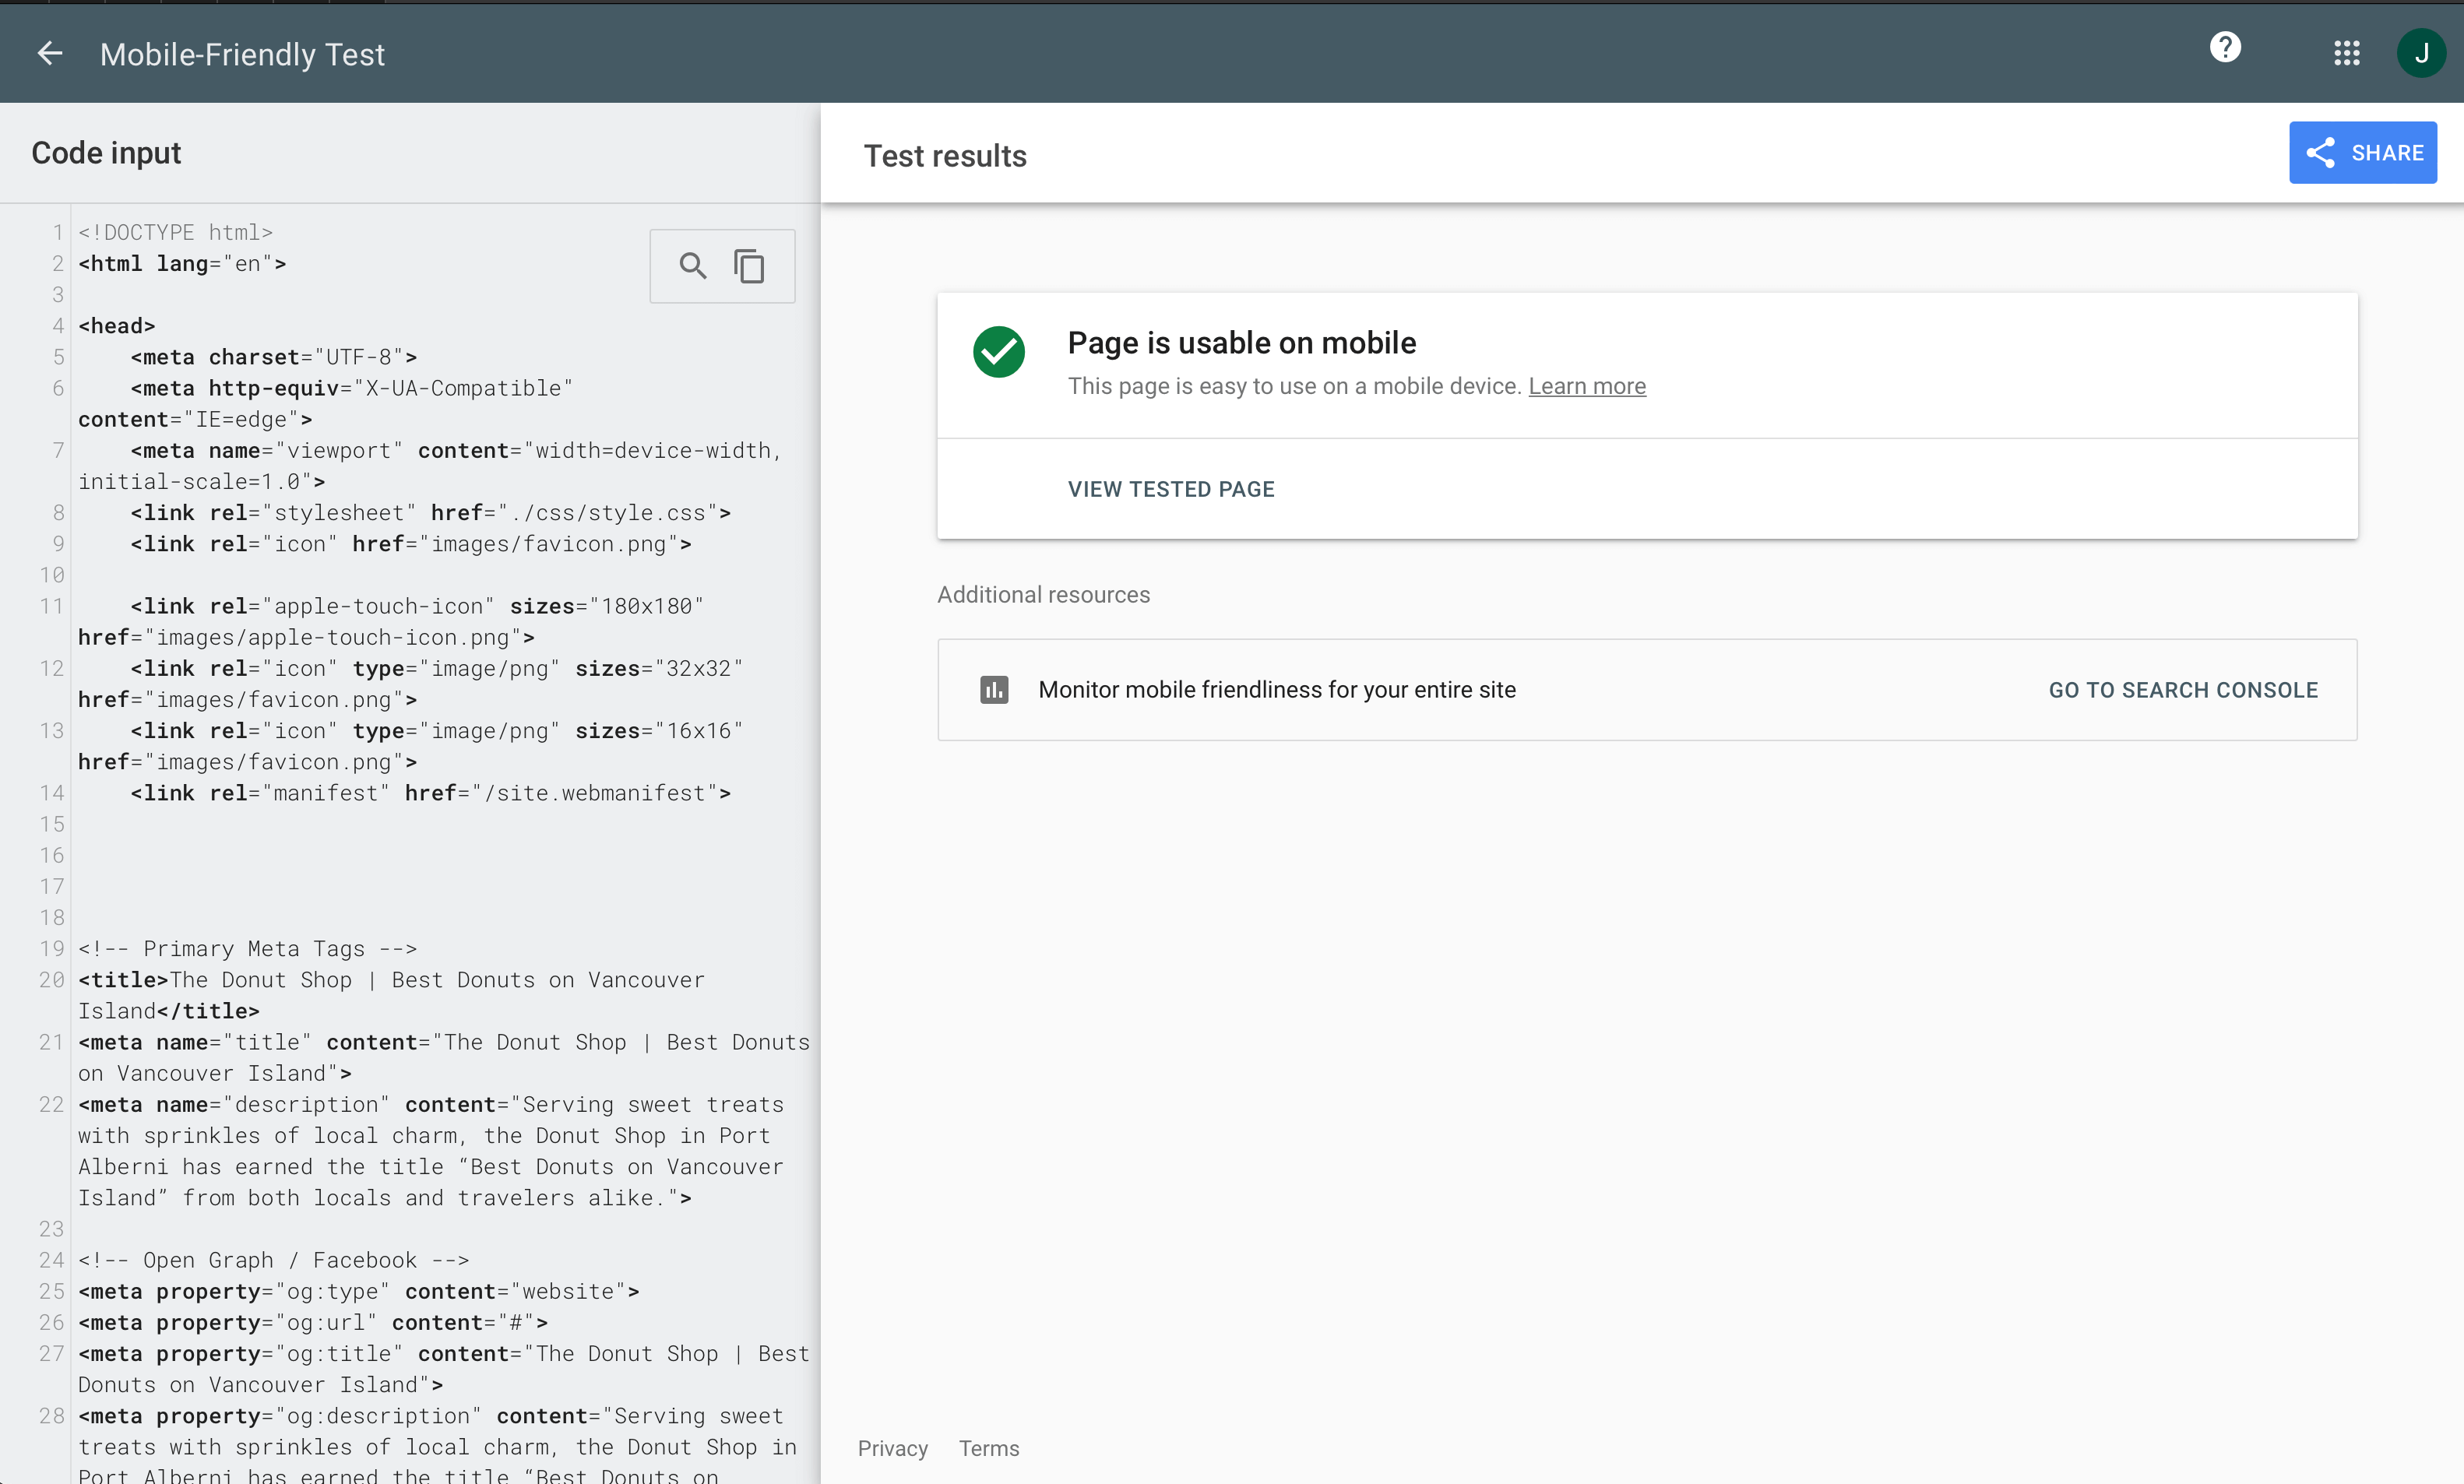 Mobile-Friendly Test
J
Code input
1 <!DOCTYPE html>
2 <html lang="en">
3
4 <head>
5     <meta charset="UTF-8">
6     <meta http-equiv="X-UA-Compatible"
content="IE=edge">
7     <meta name="viewport" content="width=device-width,
initial-scale=1.0">
8     <link rel="stylesheet" href="./css/style.css">
9     <link rel="icon" href="images/favicon.png">
10
11     <link rel="apple-touch-icon" sizes="180x180"
href="images/apple-touch-icon.png">
12     <link rel="icon" type="image/png" sizes="32x32"
href="images/favicon.png">
13     <link rel="icon" type="image/png" sizes="16x16"
href="images/favicon.png">
14     <link rel="manifest" href="/site.webmanifest">
15
16
17
18
19 <!-- Primary Meta Tags -->
20 <title>The Donut Shop | Best Donuts on Vancouver
Island</title>
21 <meta name="title" content="The Donut Shop | Best Donuts
on Vancouver Island">
22 <meta name="description" content="Serving sweet treats
with sprinkles of local charm, the Donut Shop in Port
Alberni has earned the title “Best Donuts on Vancouver
Island” from both locals and travelers alike.">
23
24 <!-- Open Graph / Facebook -->
25 <meta property="og:type" content="website">
26 <meta property="og:url" content="#">
27 <meta property="og:title" content="The Donut Shop | Best
Donuts on Vancouver Island">
28 <meta property="og:description" content="Serving sweet
treats with sprinkles of local charm, the Donut Shop in
Port Alberni has earned the title “Best Donuts on
Test results
SHARE
Page is usable on mobile
This page is easy to use on a mobile device. Learn more
VIEW TESTED PAGE
Additional resources
Monitor mobile friendliness for your entire site
GO TO SEARCH CONSOLE
Privacy
Terms